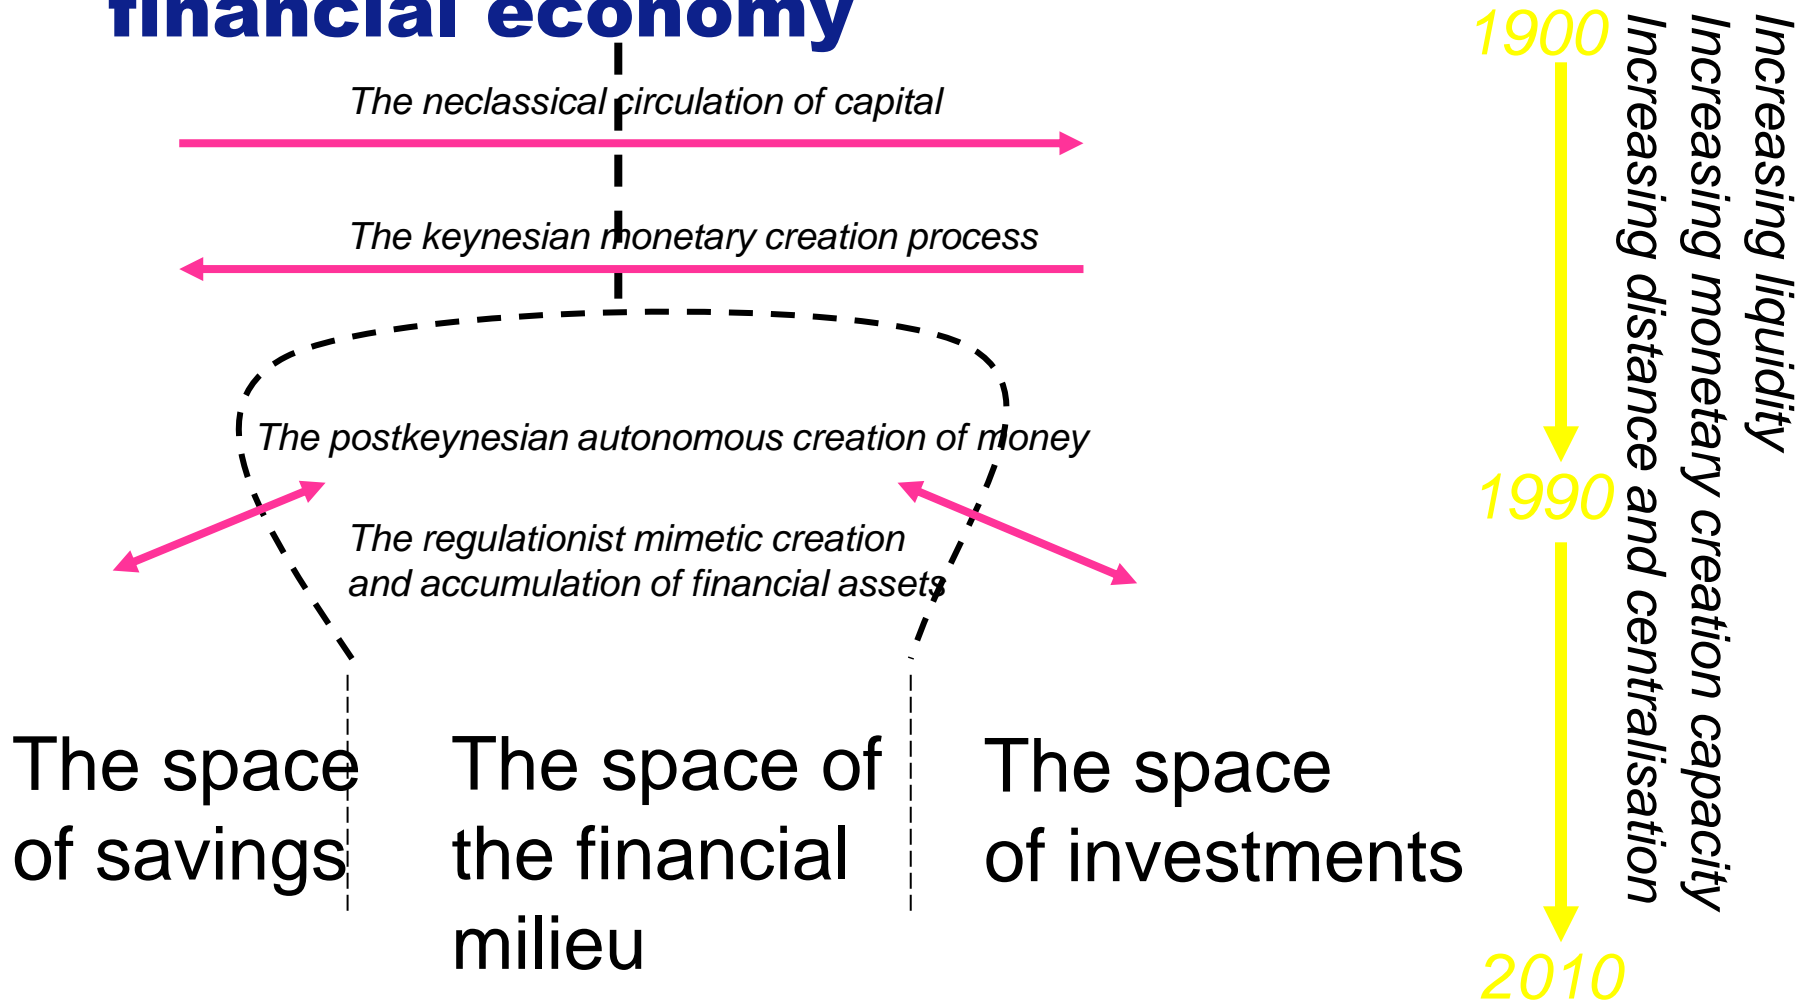 financial economy
The neclassical circulation of capital
The keynesian monetary creation process
The postkeynesian autonomous creation of money
The regulationist mimetic creation
and accumulation of financial assets
The space
of savings
The space of
the financial
milieu
The space
of investments
1900
1990
2010
Increasing liquidity
Increasing monetary creation capacity
Increasing distance and centralisation